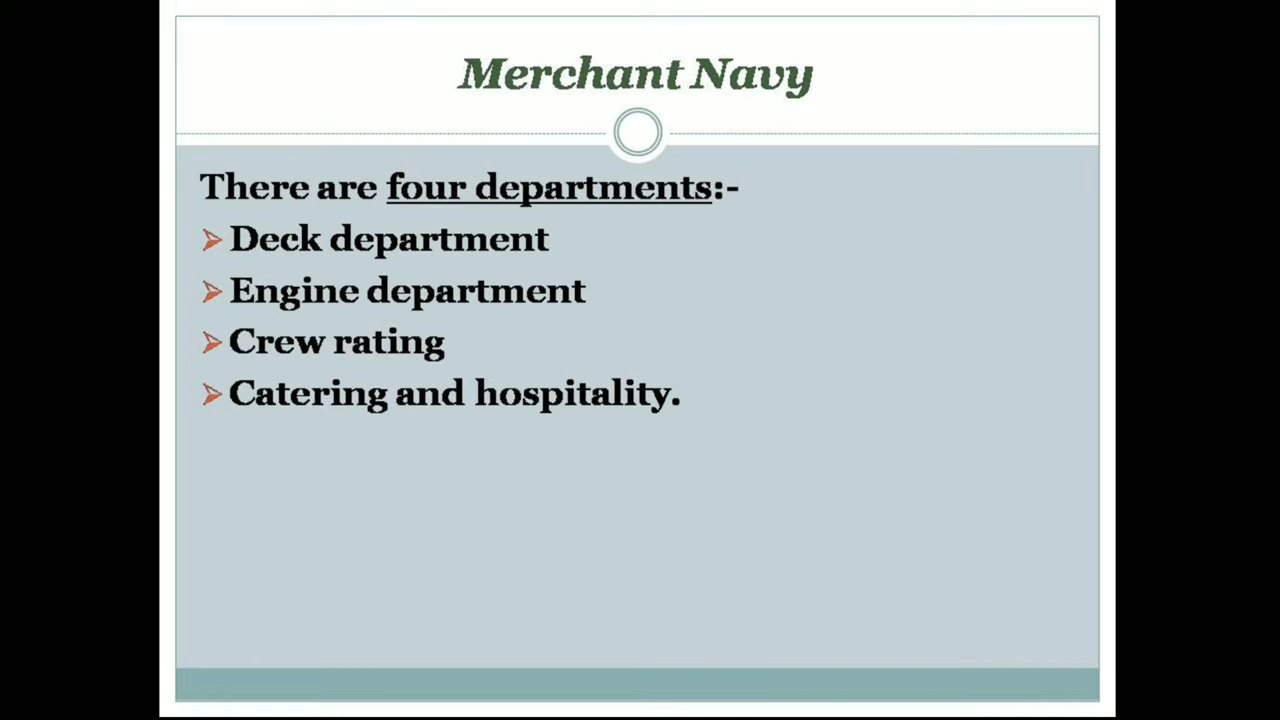 Merchant Navy
There are four departments:-
Deck department
Engine department
Crew rating
Catering and hospitality.